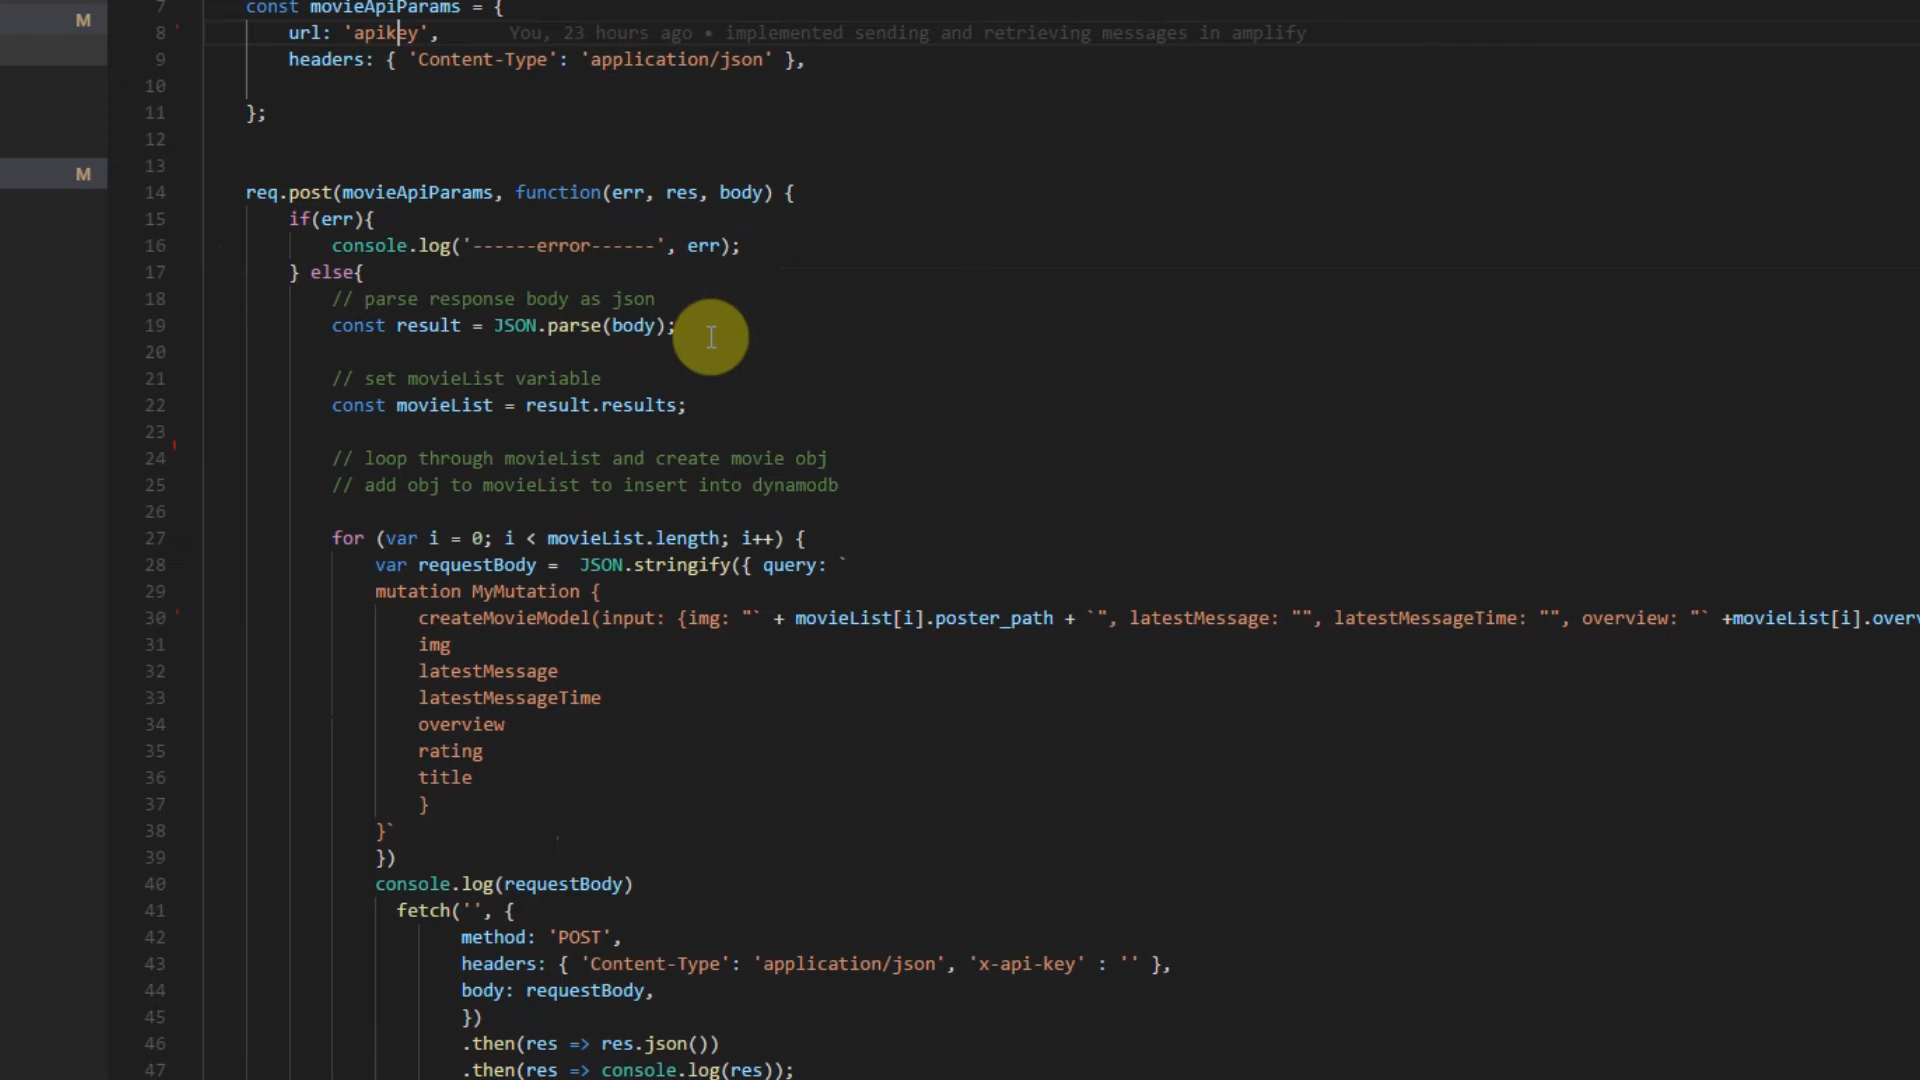 7 const movieApiParams = {
M
8 url: 'apikey', You, 23 hours ago • implemented sending and retrieving messages in amplify
9 headers: { 'Content-Type': 'application/json' },
10
11 };
12
13
M
14 req.post(movieApiParams, function(err, res, body) {
15 if(err){
16 console.log('------error------', err);
17 } else{
18 // parse response body as json
19 const result = JSON.parse(body);
20
21 // set movieList variable
22 const movieList = result.results;
23
24 // loop through movieList and create movie obj
25 // add obj to movieList to insert into dynamodb
26
27 for (var i = 0; i < movieList.length; i++) {
28 var requestBody =  JSON.stringify({ query: `
29 mutation MyMutation {
30 createMovieModel(input: {img: "` + movieList[i].poster_path + `", latestMessage: "", latestMessageTime: "", overview: "` +movieList[i].overv
31 img
32 latestMessage
33 latestMessageTime
34 overview
35 rating
36 title
37 }
38 }`
39 })
40 console.log(requestBody)
41 fetch('', {
42 method: 'POST',
43 headers: { 'Content-Type': 'application/json', 'x-api-key' : '' },
44 body: requestBody,
45 })
46 .then(res => res.json())
47 .then(res => console.log(res));